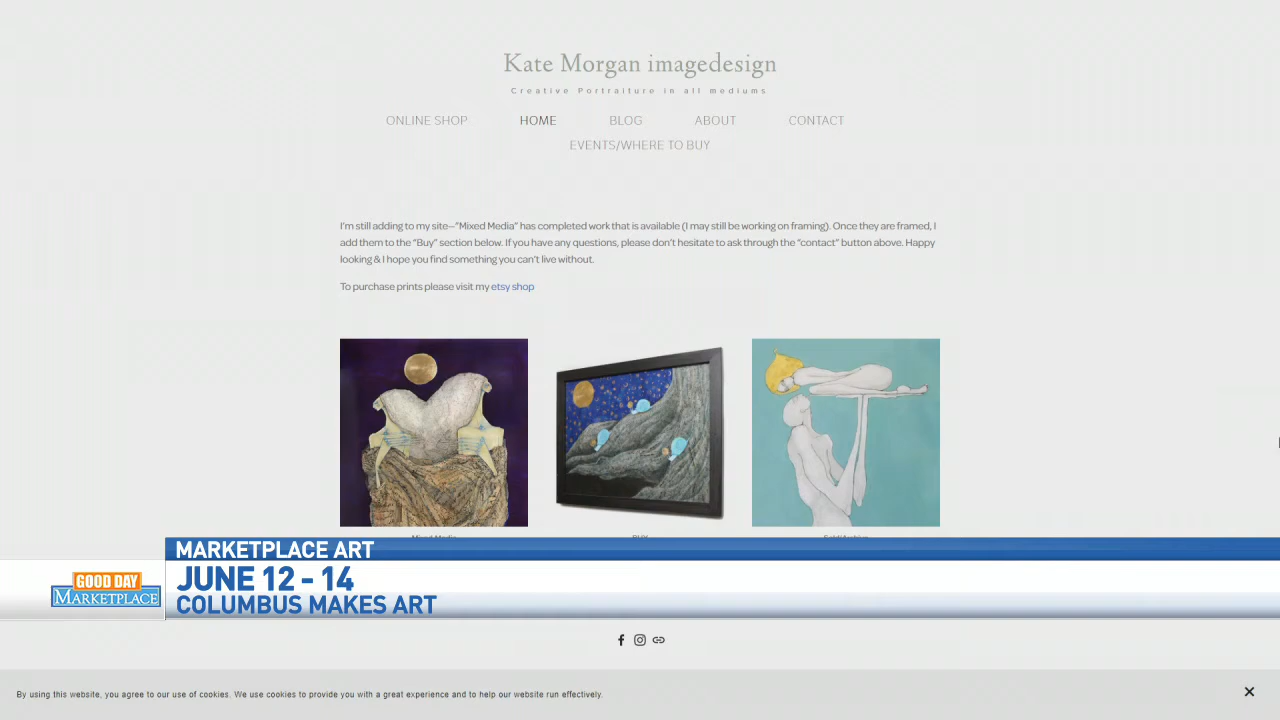 Kate Morgan imagedesign
Creative Portraiture in all mediums
ONLINE SHOP HOME BLOG ABOUT CONTACT
EVENTS/WHERE TO BUY
I'm still adding to my site—"Mixed Media" has completed work that is available (I may still be working on framing). Once they are framed, I
add them to the "Buy" section below. If you have any questions, please don't hesitate to ask through the "contact" button above. Happy
looking & I hope you find something you can't live without.
To purchase prints please visit my etsy shop
MARKETPLACE ART
GOOD DAY
MARKETPLACE
JUNE 12 - 14
COLUMBUS MAKES ART
By using this website, you agree to our use of cookies. We use cookies to provide you with a great experience and to help our website run effectively.